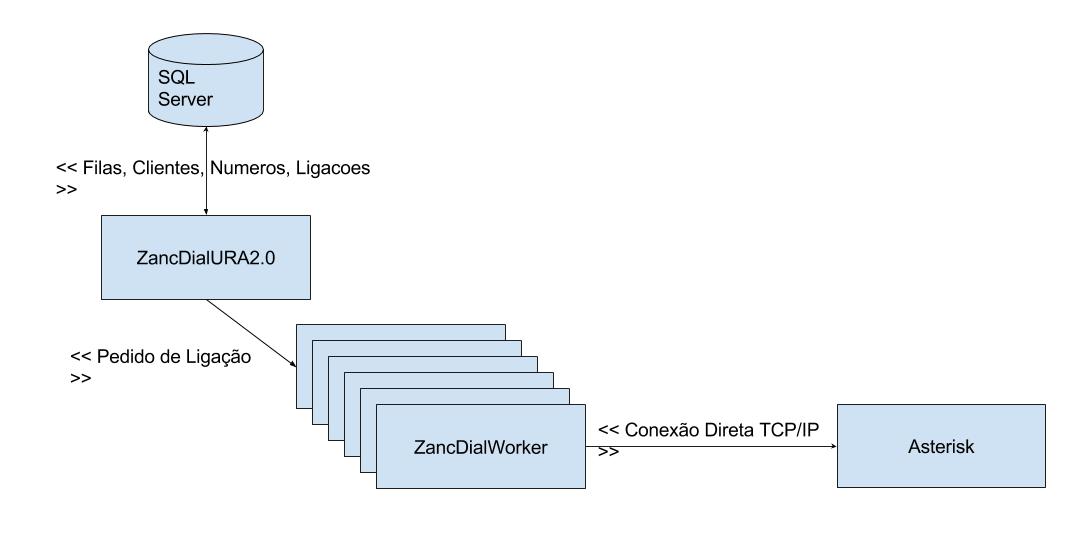 SQL
Server
<< Filas, Clientes, Numeros, Ligacoes
>>
ZancDialURA2.0
<< Pedido de Ligação
>>
<< Conexão Direta TCP/IP
>>
ZancDialWorker
Asterisk